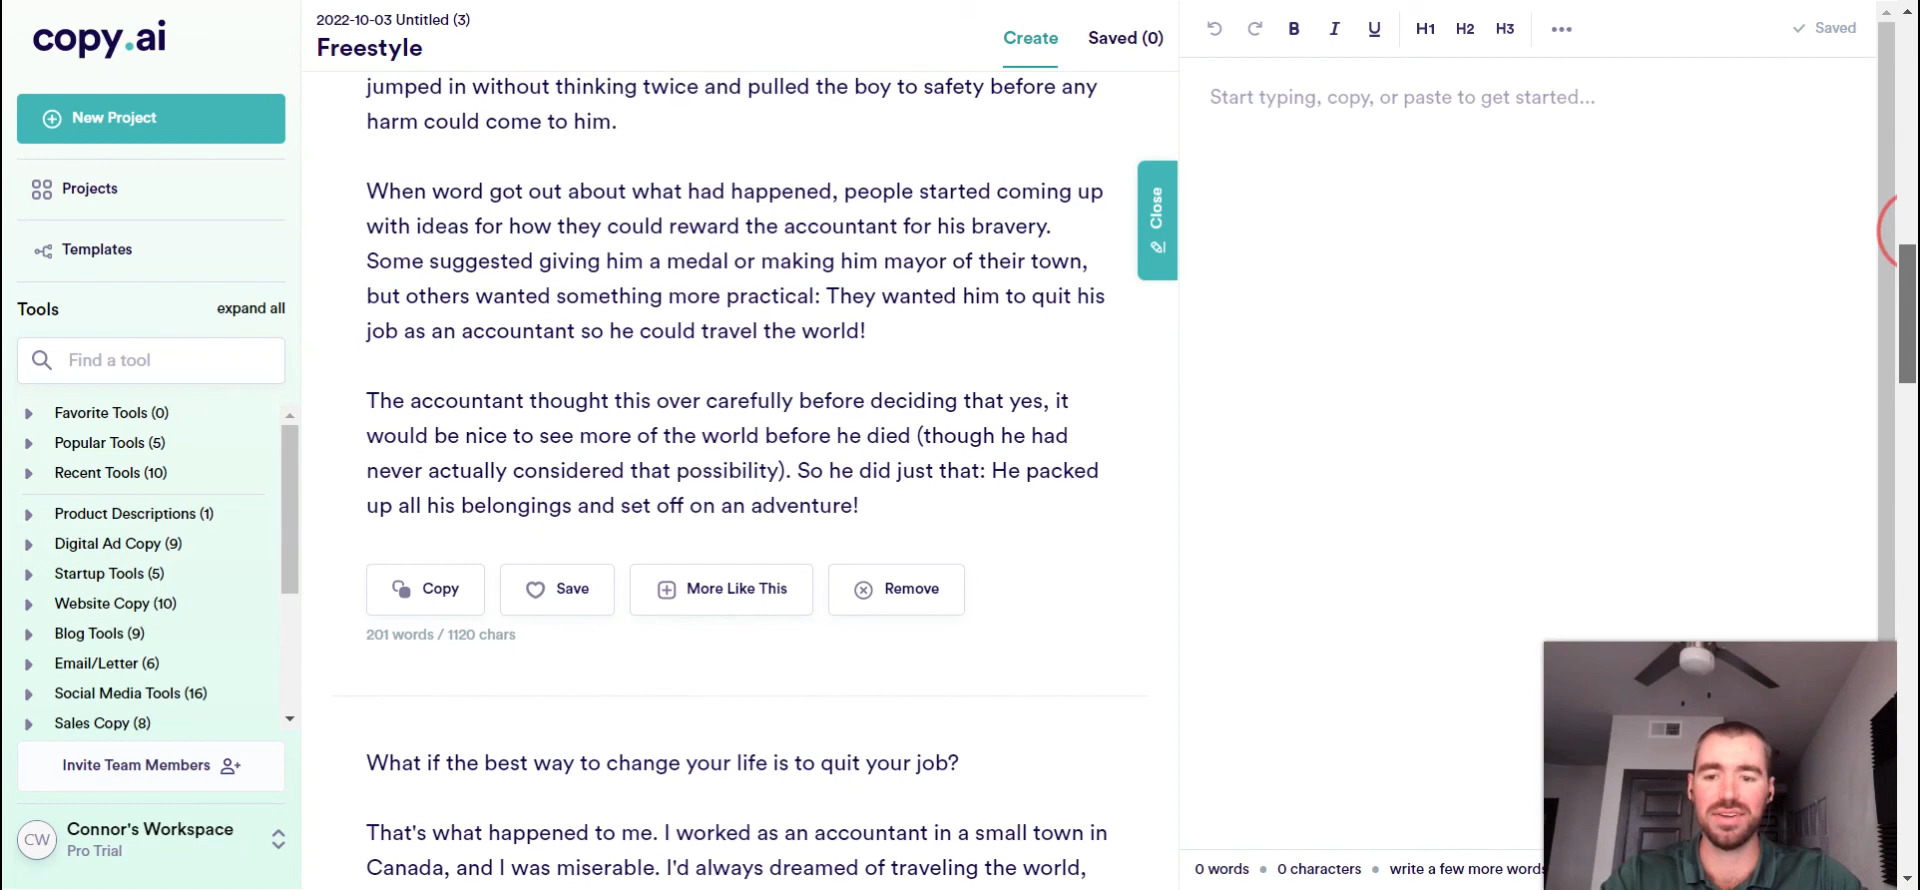 copy.ai
New Project
Projects
Templates
Tools
expand all
Find a tool
Favorite Tools (0)
Popular Tools (5)
Recent Tools (10)
Product Descriptions (1)
Digital Ad Copy (9)
Startup Tools (5)
Website Copy (10)
Blog Tools (9)
Email/Letter (6)
Social Media Tools (16)
Sales Copy (8)
Invite Team Members
CW
Connor's Workspace
Pro Trial
2022-10-03 Untitled (3)
Freestyle
Create
Saved (0)
jumped in without thinking twice and pulled the boy to safety before any
harm could come to him.
When word got out about what had happened, people started coming up
with ideas for how they could reward the accountant for his bravery.
Some suggested giving him a medal or making him mayor of their town,
but others wanted something more practical: They wanted him to quit his
job as an accountant so he could travel the world!
The accountant thought this over carefully before deciding that yes, it
would be nice to see more of the world before he died (though he had
never actually considered that possibility). So he did just that: He packed
up all his belongings and set off on an adventure!
Copy
Save
More Like This
Remove
201 words / 1120 chars
What if the best way to change your life is to quit your job?
That's what happened to me. I worked as an accountant in a small town in
Canada, and I was miserable. I'd always dreamed of traveling the world,
Close
B I U H1 H2 H3
Saved
Start typing, copy, or paste to get started...
0 words • 0 characters • write a few more words